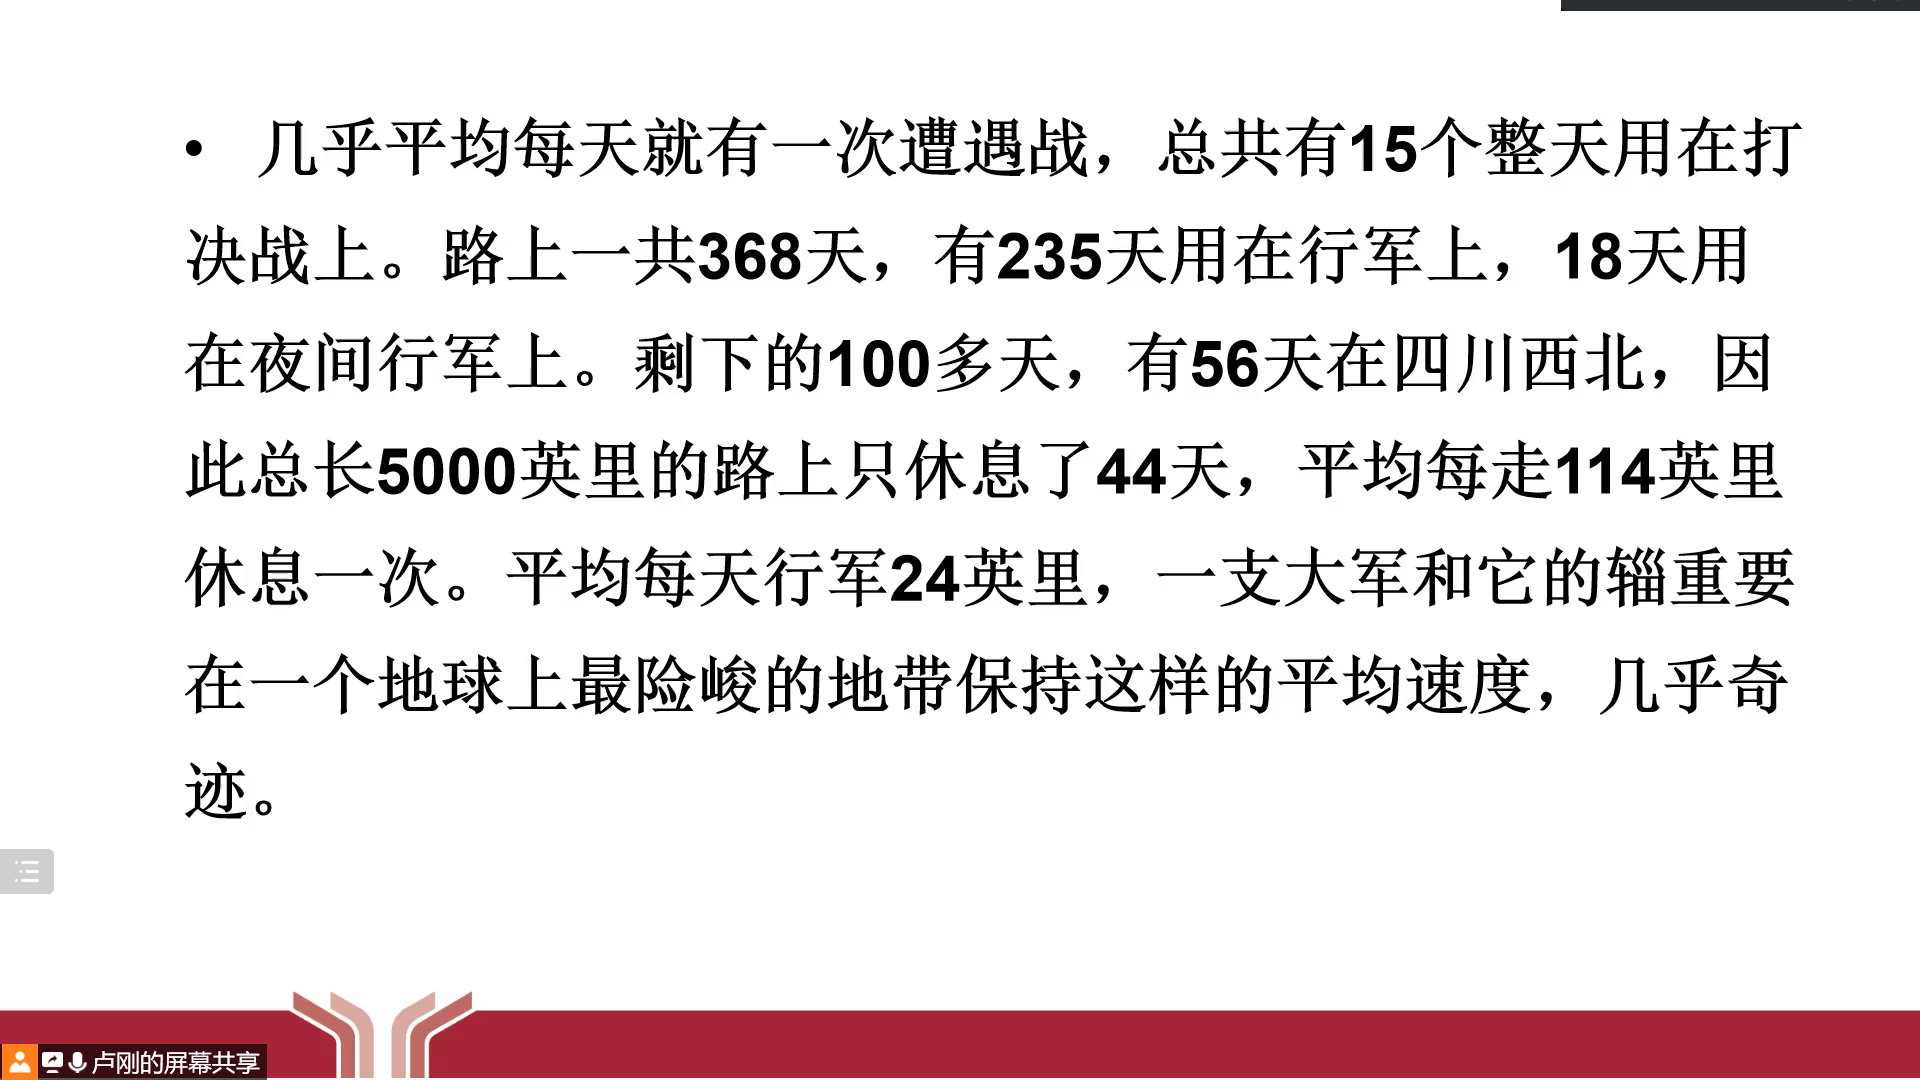 • 几乎平均每天就有一次遭遇战，总共有15个整天用在打
决战上。路上一共368天，有235天用在行军上，18天用
在夜间行军上。剩下的100多天，有56天在四川西北，因
此总长5000英里的路上只休息了44天，平均每走114英里
休息一次。平均每天行军24英里，一支大军和它的辎重要
在一个地球上最险峻的地带保持这样的平均速度，几乎奇
迹。
卢刚的屏幕共享